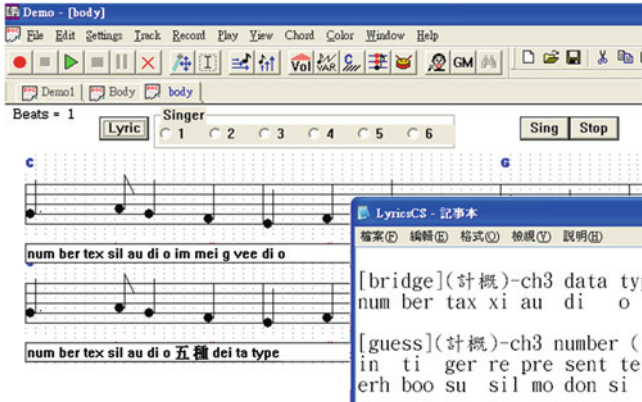 Demo - [body]
File Edit Settings Track Record Play View Chord Color Window Help
Vol VAR C GM
Demo1 Body body
Beats = 1
Lyric
Singer
1 2 3 4 5 6
Sing Stop
C G
num ber tex sil au di o im mei g vee di o
num ber tex sil au di o 五 種 dei ta type
LyricsCS - 記事本
檔案(F) 編輯(E) 格式(O) 檢視(V) 說明(H)
[bridge](計概)-ch3 data ty
num ber tax xi au di o
[guess](計概)-ch3 number (
in ti ger re pre sent te
erh boo su sil mo don si